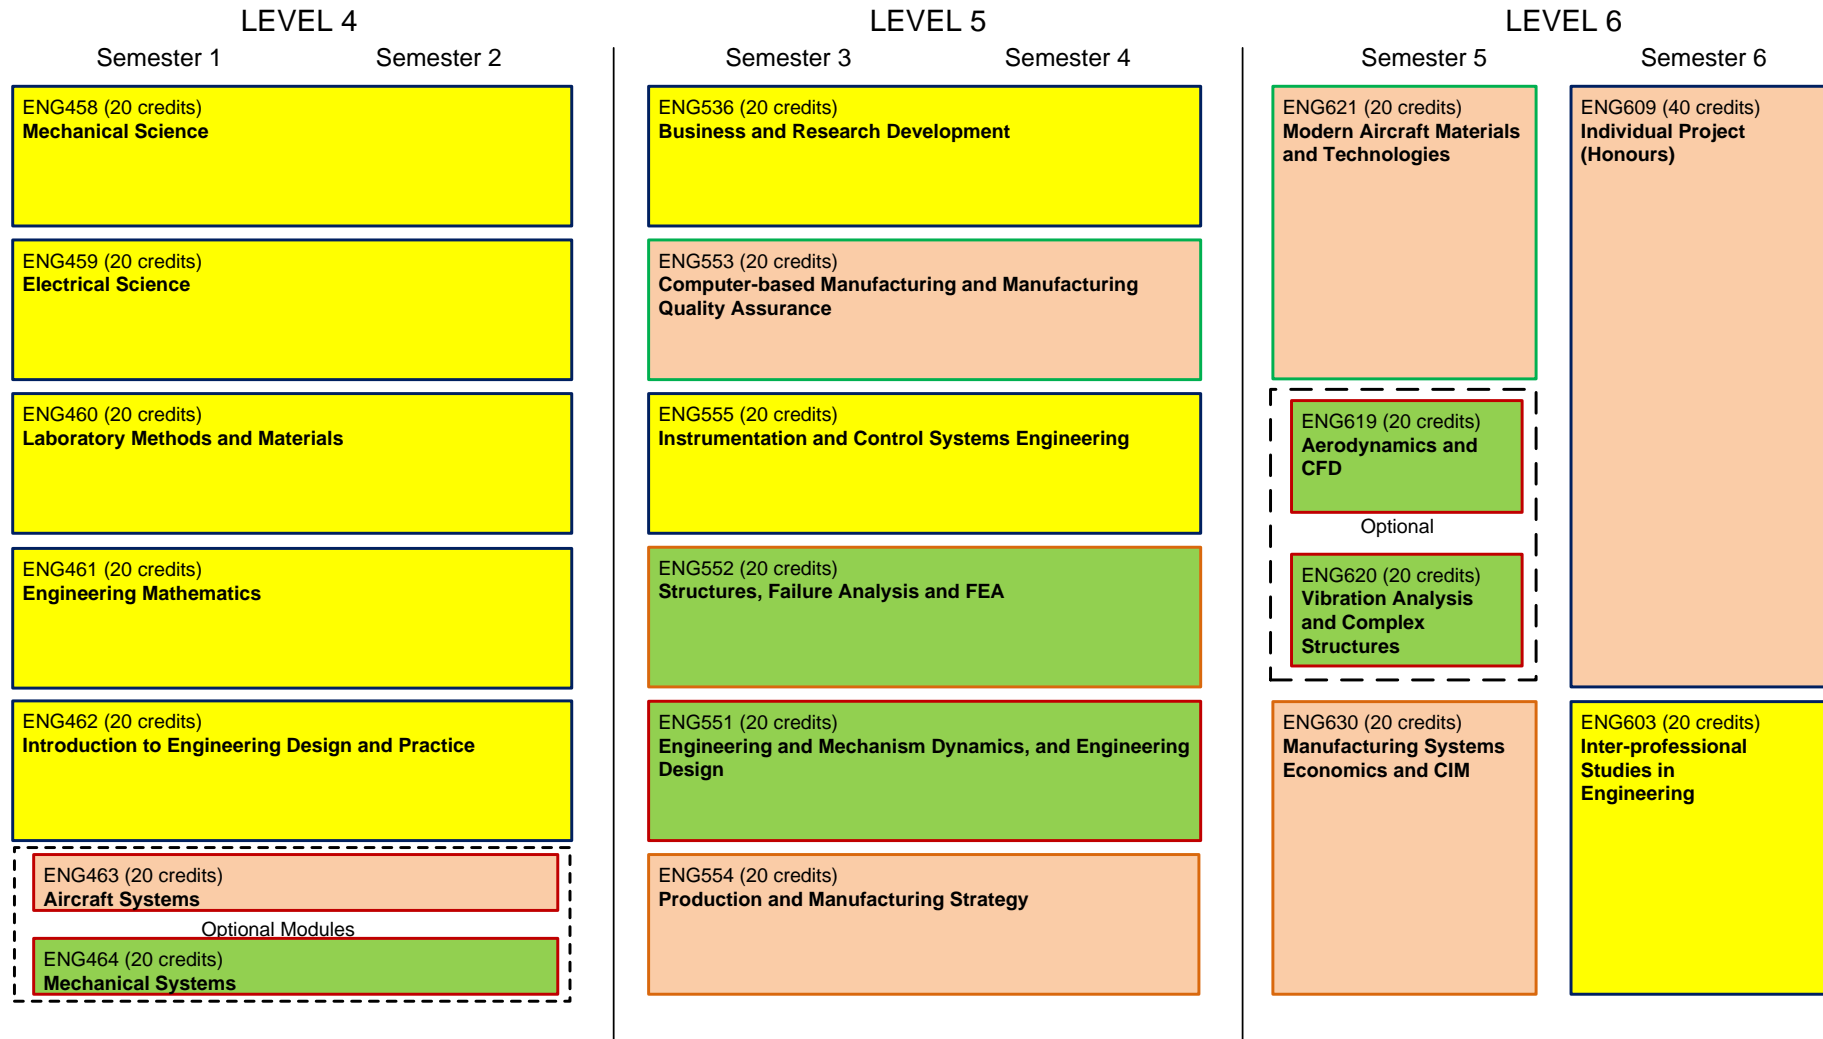 LEVEL 4
Semester 1
Semester 2
ENG458 (20 credits)
Mechanical Science
ENG459 (20 credits)
Electrical Science
ENG460 (20 credits)
Laboratory Methods and Materials
ENG461 (20 credits)
Engineering Mathematics
ENG462 (20 credits)
Introduction to Engineering Design and Practice
ENG463 (20 credits)
Aircraft Systems
Optional Modules
ENG464 (20 credits)
Mechanical Systems
LEVEL 5
Semester 3
Semester 4
ENG536 (20 credits)
Business and Research Development
ENG553 (20 credits)
Computer-based Manufacturing and Manufacturing
Quality Assurance
ENG555 (20 credits)
Instrumentation and Control Systems Engineering
ENG552 (20 credits)
Structures, Failure Analysis and FEA
ENG551 (20 credits)
Engineering and Mechanism Dynamics, and Engineering
Design
ENG554 (20 credits)
Production and Manufacturing Strategy
LEVEL 6
Semester 5
Semester 6
ENG621 (20 credits)
Modern Aircraft Materials
and Technologies
ENG619 (20 credits)
Aerodynamics and
CFD
Optional
ENG620 (20 credits)
Vibration Analysis
and Complex
Structures
ENG630 (20 credits)
Manufacturing Systems
Economics and CIM
ENG609 (40 credits)
Individual Project
(Honours)
ENG603 (20 credits)
Inter-professional
Studies in
Engineering